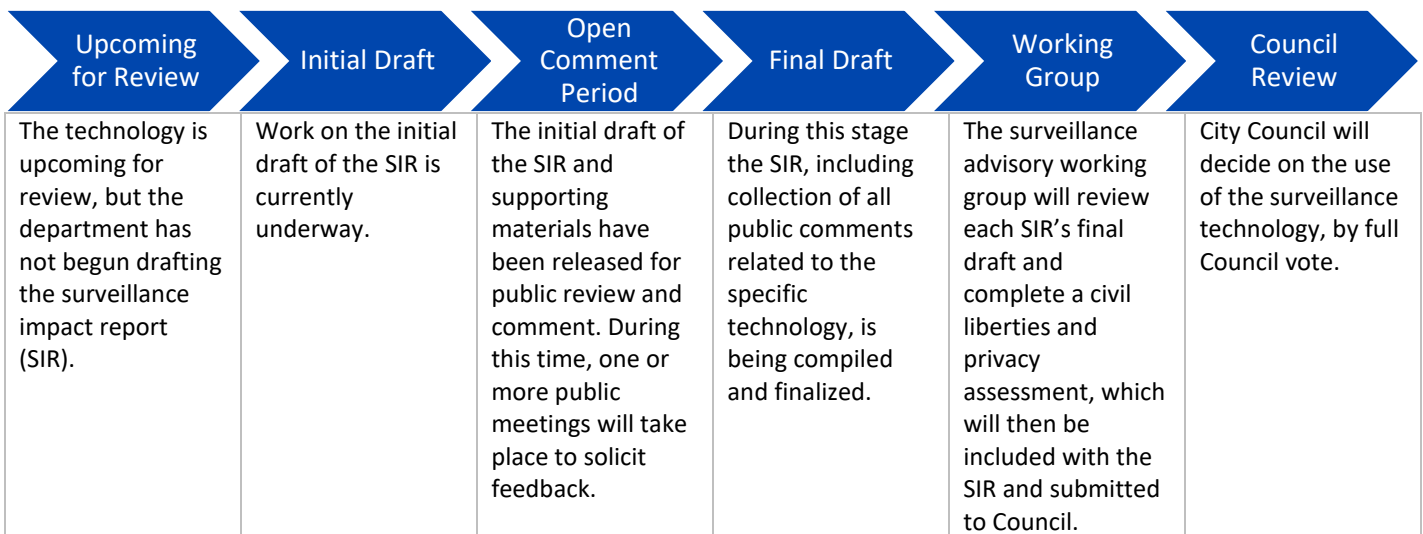 Upcoming
for Review
Initial Draft
Open
Comment
Period
Final Draft
Working
Group
Council
Review
The technology is
upcoming for
review, but the
department has
not begun drafting
the surveillance
impact report
(SIR).
Work on the initial
draft of the SIR is
currently
underway.
The initial draft of
the SIR and
supporting
materials have
been released for
public review and
comment. During
this time, one or
more public
meetings will take
place to solicit
feedback.
During this stage
the SIR, including
collection of all
public comments
related to the
specific
technology, is
being compiled
and finalized.
The surveillance
advisory working
group will review
each SIR’s final
draft and
complete a civil
liberties and
privacy
assessment, which
will then be
included with the
SIR and submitted
to Council.
City Council will
decide on the use
of the surveillance
technology, by full
Council vote.